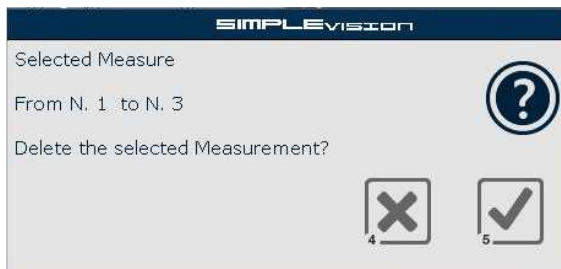 SIMPLEVISION
Selected Measure
From N. 1 to N. 3
Delete the selected Measurement?
?
4
5